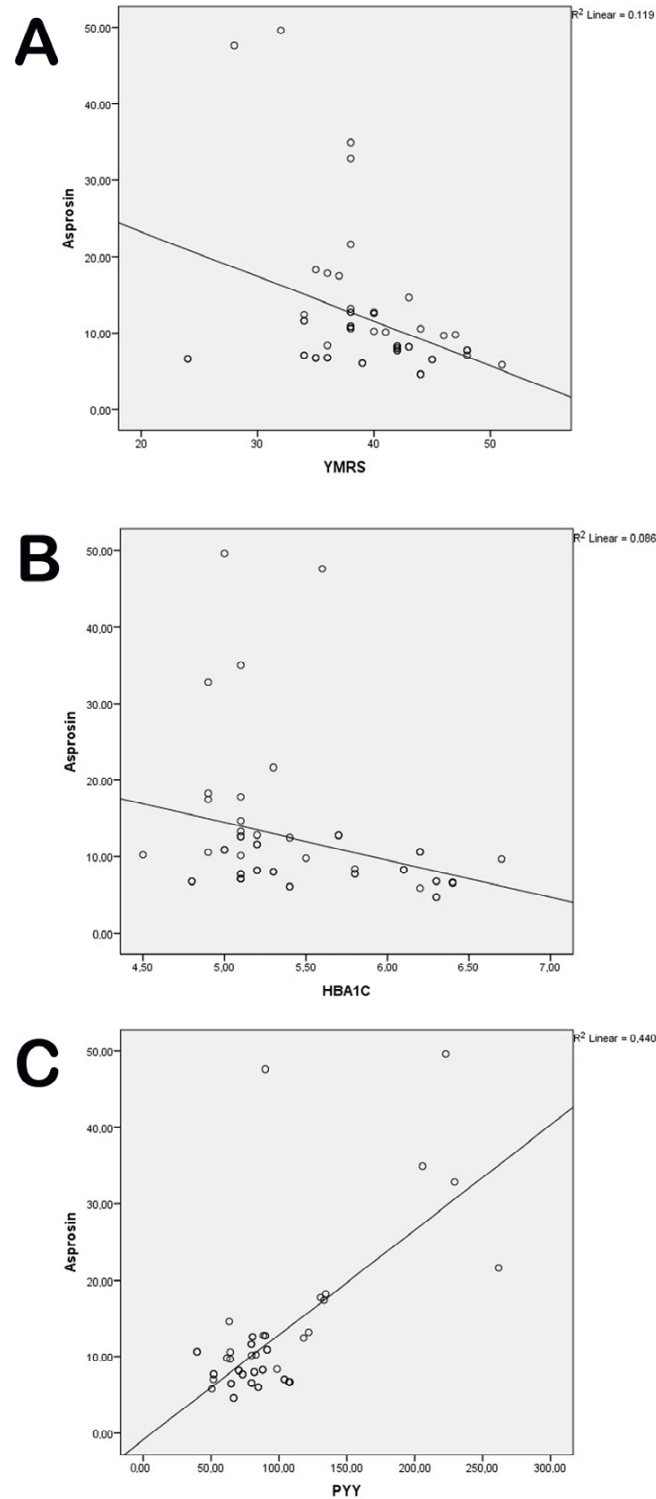 A
R² Linear = 0.119
50.00
40.00
30.00
20.00
10.00
0.00
Asprosin
20 30 40 50
YMRS
B
R² Linear = 0.086
50,00
40,00
30,00
20,00
10,00
0,00
Asprosin
4,50 5,00 5,50 6,00 6,50 7,00
HBA1C
C
R² Linear = 0,440
50,00
40,00
30,00
20,00
10,00
0,00
Asprosin
0,00 50,00 100,00 150,00 200,00 250,00 300,00
PYY